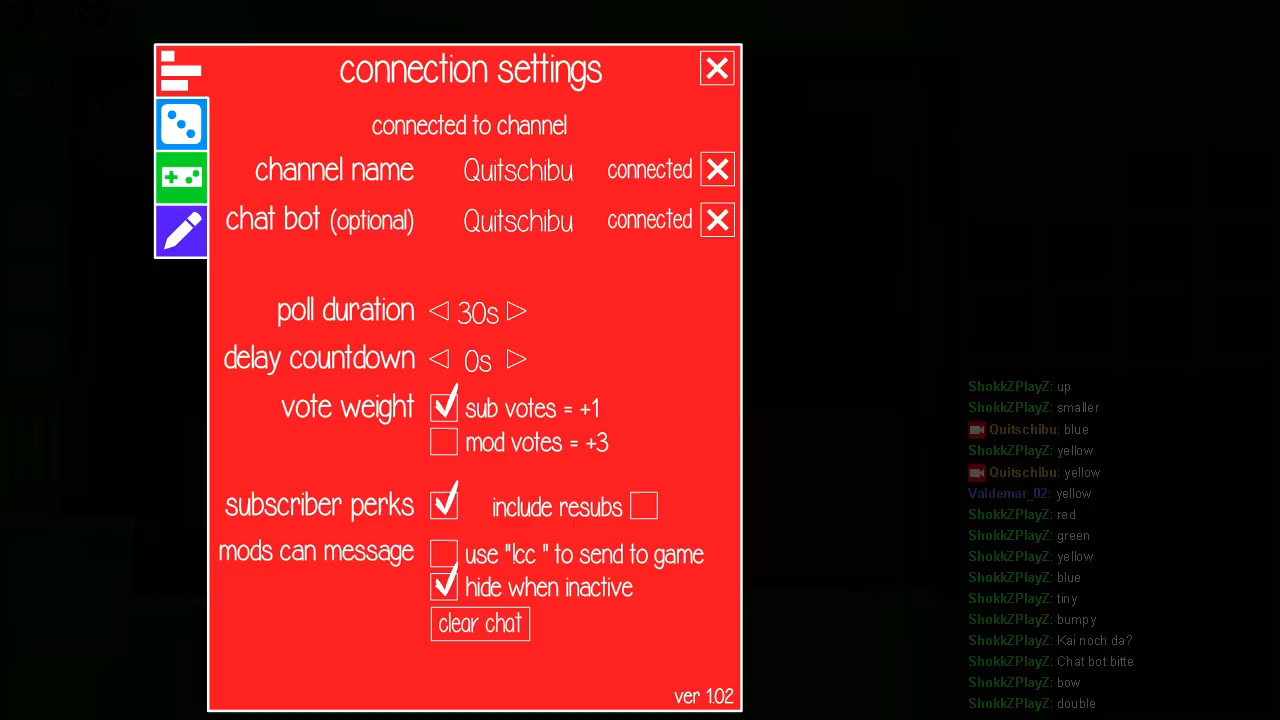 connection settings
connected to channel
channel name Quitschibu connected
chat bot (optional) Quitschibu connected
poll duration 30s
delay countdown 0s
vote weight sub votes = +1
mod votes = +3
subscriber perks include resubs
mods can message use "!cc " to send to game
hide when inactive
clear chat
ver 1.02
ShokkZPlayZ: up
ShokkZPlayZ: smaller
Quitschibu: blue
ShokkZPlayZ: yellow
Quitschibu: yellow
Valdemar_02: yellow
ShokkZPlayZ: red
ShokkZPlayZ: green
ShokkZPlayZ: yellow
ShokkZPlayZ: blue
ShokkZPlayZ: tiny
ShokkZPlayZ: bumpy
ShokkZPlayZ: Kai noch da?
ShokkZPlayZ: Chat bot bitte
ShokkZPlayZ: bow
ShokkZPlayZ: double